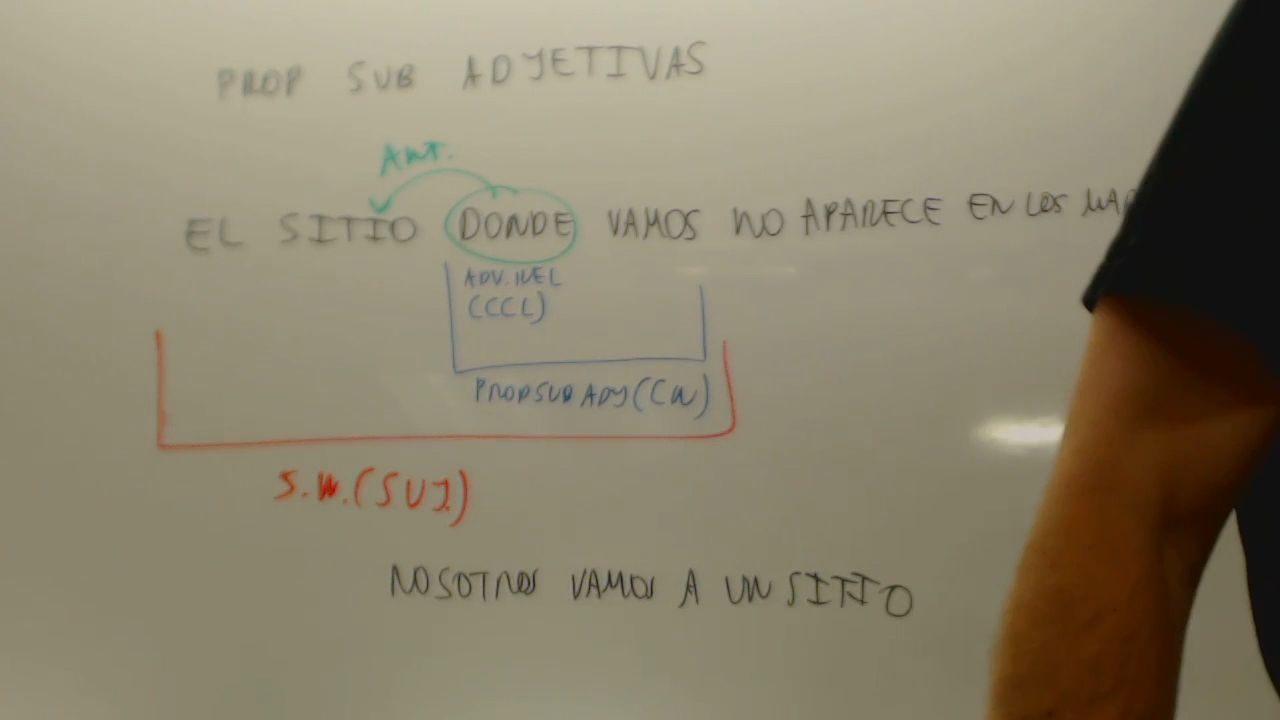 PROP SUB ADJETIVAS
ANT.
EL SITIO DONDE VAMOS NO APARECE EN LOS
ADV. REL
(CCL)
PROP SUB ADJ (CN)
S.N. (SUJ)
NOSOTROS VAMOS A UN SITIO